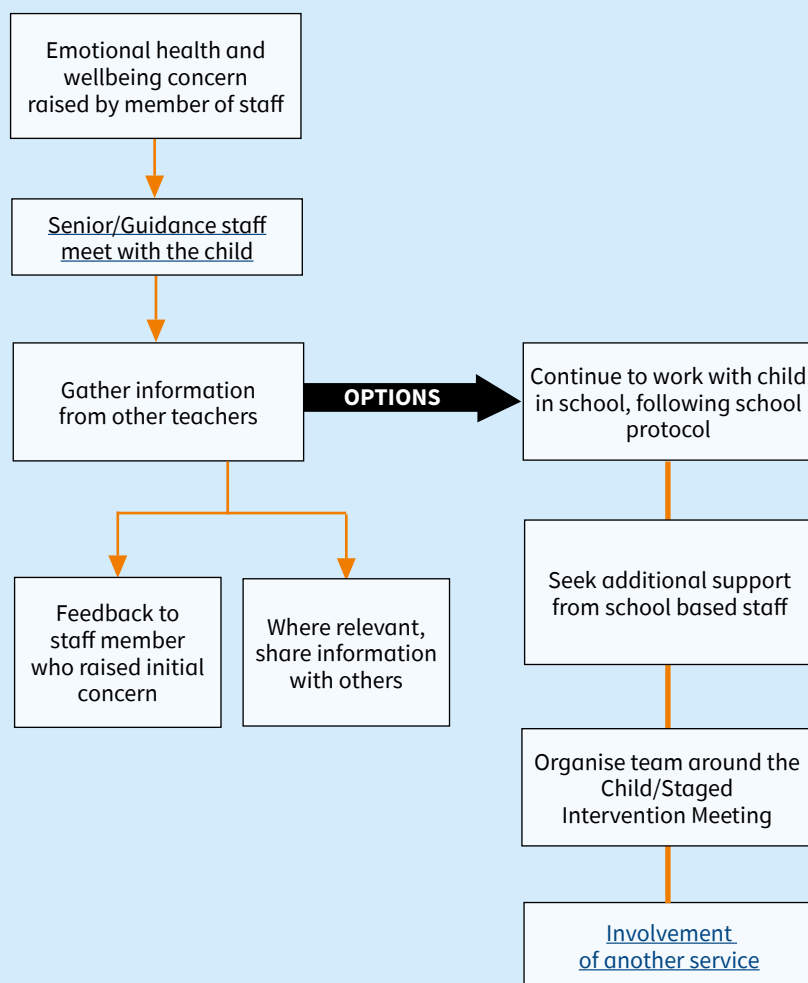 Emotional health and
wellbeing concern
raised by member of staff
Senior/Guidance staff
meet with the child
Gather information
from other teachers
OPTIONS
Continue to work with child
in school, following school
protocol
Feedback to
staff member
who raised initial
concern
Where relevant,
share information
with others
Seek additional support
from school based staff
Organise team around the
Child/Staged
Intervention Meeting
Involvement
of another service